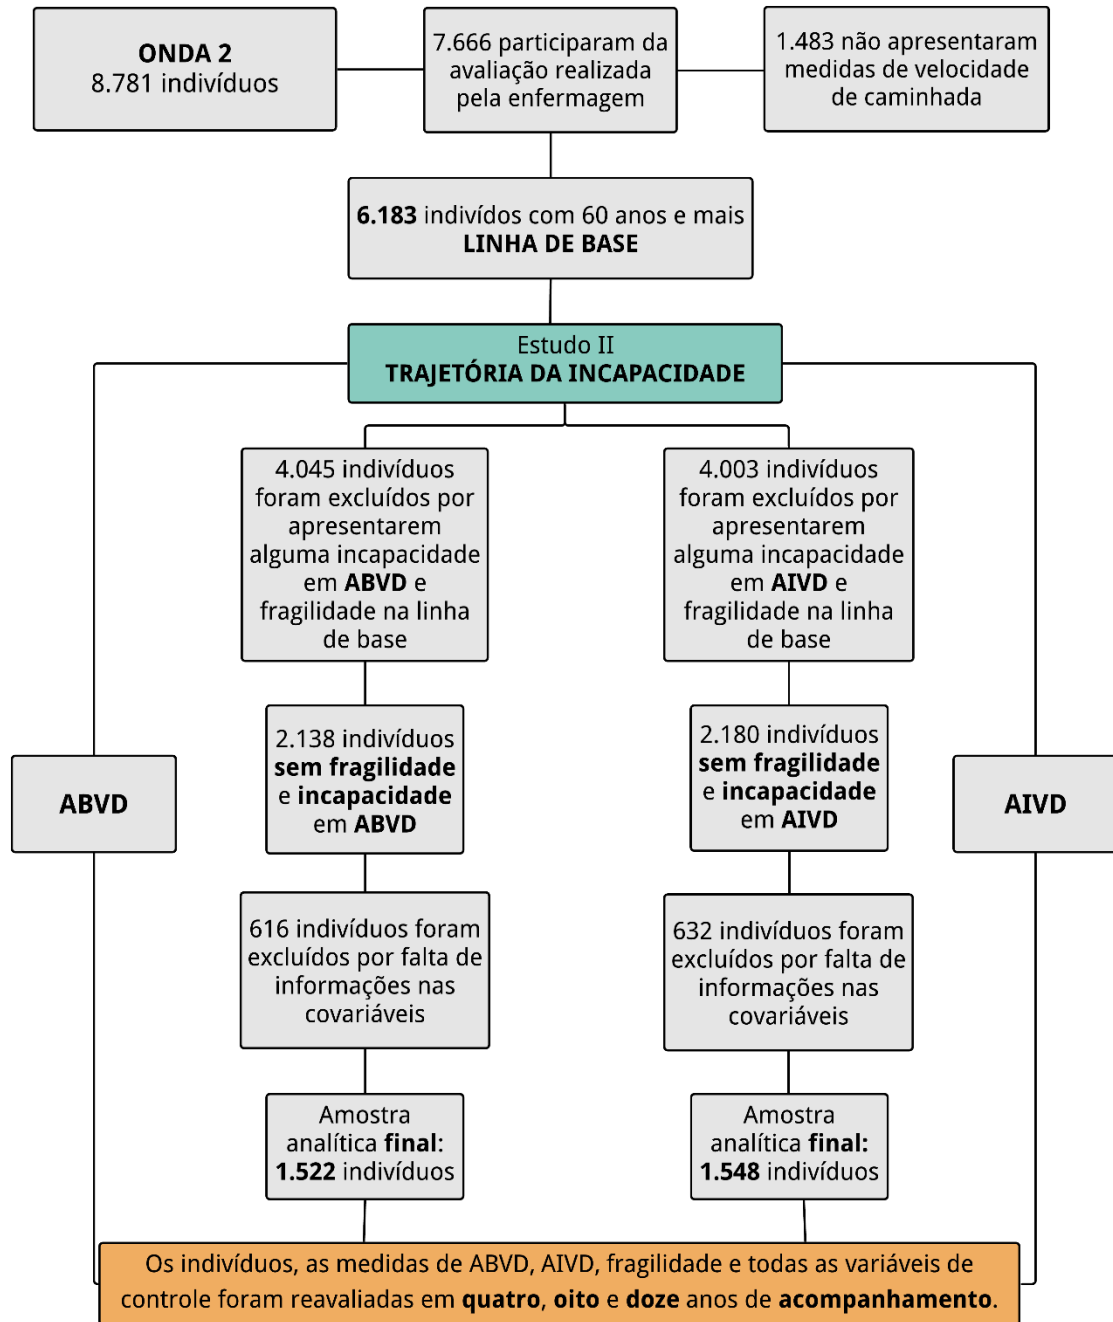 ONDA 2
8.781 indivíduos
7.666 participaram da
avaliação realizada
pela enfermagem
1.483 não apresentaram
medidas de velocidade
de caminhada
6.183 indivídos com 60 anos e mais
LINHA DE BASE
Estudo II
TRAJETÓRIA DA INCAPACIDADE
4.045 indivíduos
foram excluídos por
apresentarem
alguma incapacidade
em ABVD e
fragilidade na linha
de base
4.003 indivíduos
foram excluídos por
apresentarem
alguma incapacidade
em AIVD e
fragilidade na linha
de base
ABVD
2.138 indivíduos
sem fragilidade
e incapacidade
em ABVD
2.180 indivíduos
sem fragilidade
e incapacidade
em AIVD
AIVD
616 indivíduos foram
excluídos por falta de
informações nas
covariáveis
632 indivíduos foram
excluídos por falta de
informações nas
covariáveis
Amostra
analítica final:
1.522 indivíduos
Amostra
analítica final:
1.548 indivíduos
Os indivíduos, as medidas de ABVD, AIVD, fragilidade e todas as variáveis de
controle foram reavaliadas em quatro, oito e doze anos de acompanhamento.